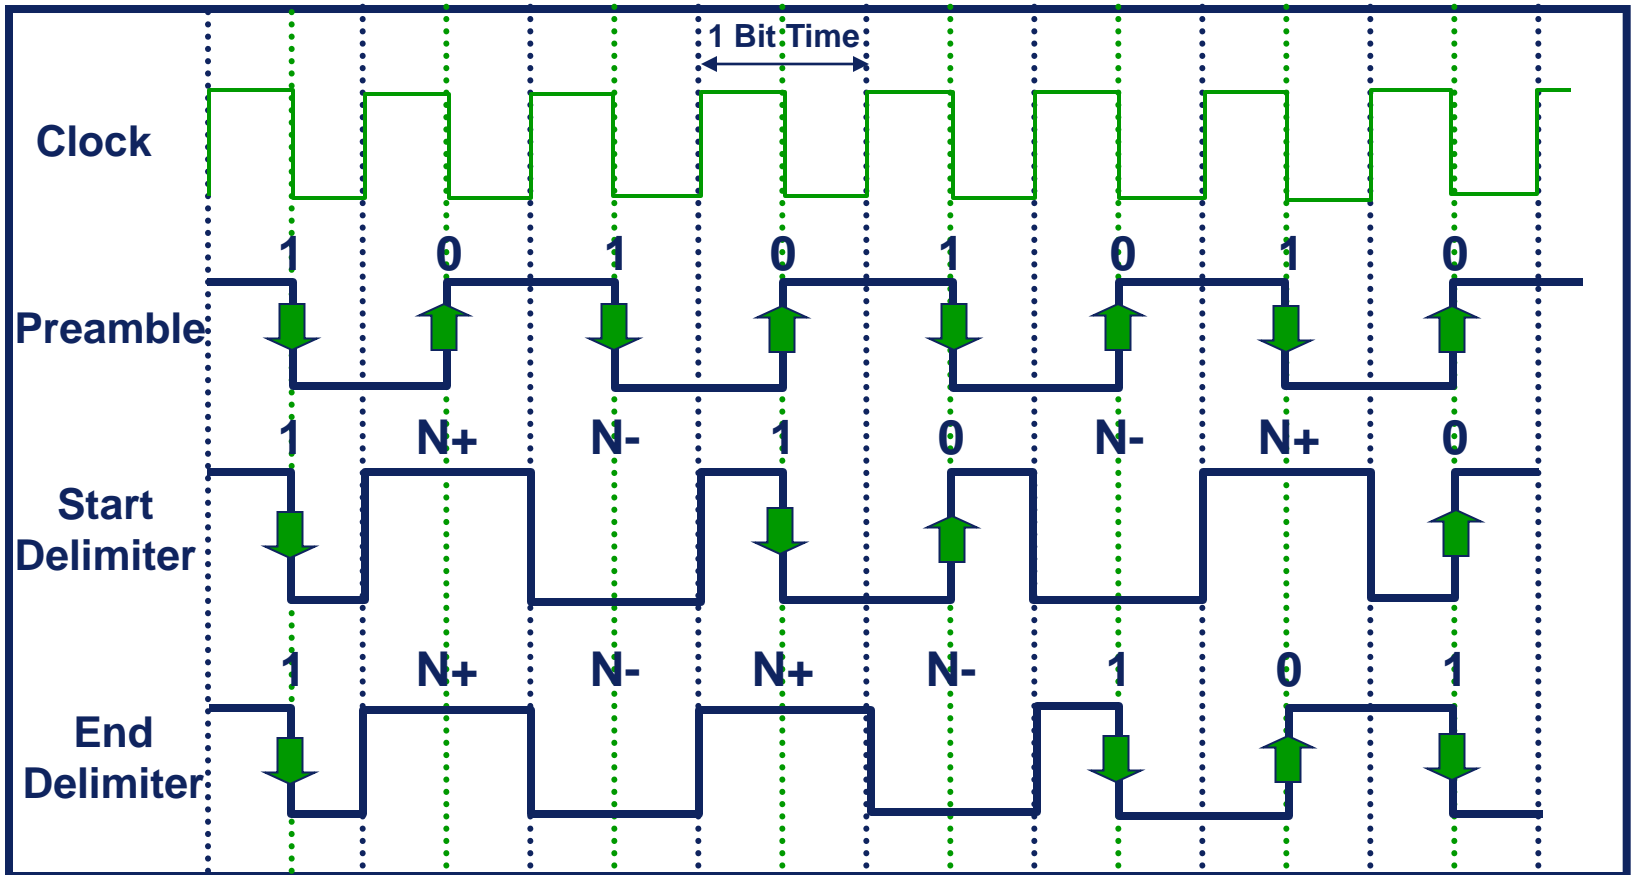 1 Bit Time
Clock
1 0 1 0 1 0 1 0
Preamble
1 N+ N- 1 0 N- N+ 0
Start
Delimiter
1 N+ N- N+ N- 1 0 1
End
Delimiter